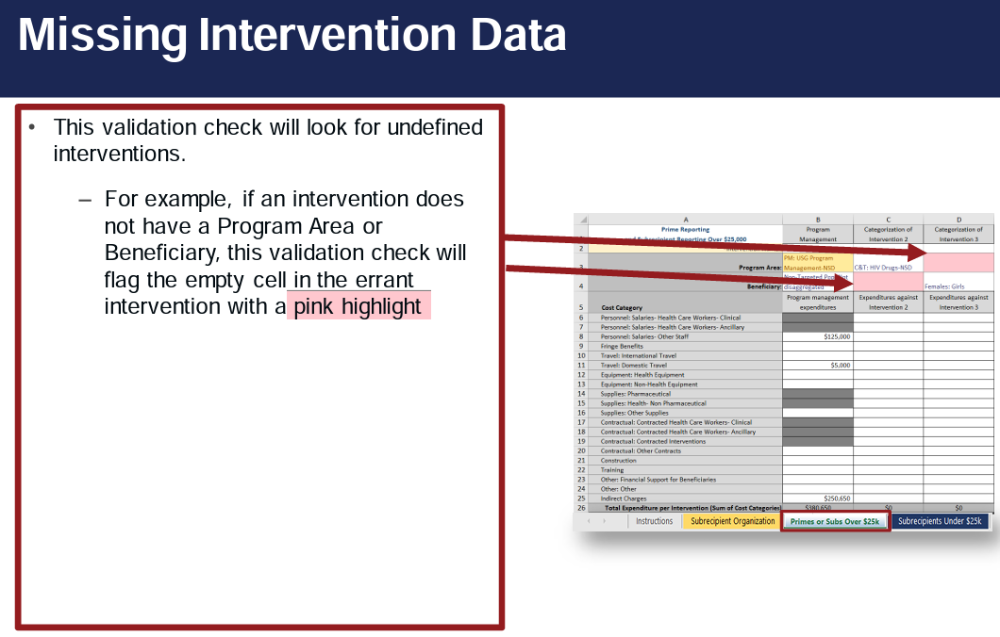 Missing Intervention Data
• This validation check will look for undefined
interventions.
– For example, if an intervention does
not have a Program Area or
Beneficiary, this validation check will
flag the empty cell in the errant
intervention with a pink highlight
A B C D
Prime Reporting Program Categorization of Categorization of
and Subrecipient Reporting Over $25,000 Management Intervention 2 Intervention 3
2
PM: USG Program
3 Program Area: Management-NSD C&T: HIV Drugs-NSD
4 Beneficiary: disaggregated Females: Girls
Program management Expenditures against Expenditures against
5 Cost Category expenditures Intervention 2 Intervention 3
6 Personnel: Salaries- Health Care Workers- Clinical
7 Personnel: Salaries- Health Care Workers- Ancillary
8 Personnel: Salaries- Other Staff $125,000
9 Fringe Benefits
10 Travel: International Travel
11 Travel: Domestic Travel $5,000
12 Equipment: Health Equipment
13 Equipment: Non-Health Equipment
14 Supplies: Pharmaceutical
15 Supplies: Health- Non Pharmaceutical
16 Supplies: Other Supplies
17 Contractual: Contracted Health Care Workers- Clinical
18 Contractual: Contracted Health Care Workers- Ancillary
19 Contractual: Contracted Interventions
20 Contractual: Other Contracts
21 Construction
22 Training
23 Other: Financial Support for Beneficiaries
24 Other: Other
25 Indirect Charges $250,650
26 Total Expenditure per Intervention (Sum of Cost Categories) $380,650 $0 $0
Instructions Subrecipient Organization Primes or Subs Over $25k Subrecipients Under $25k